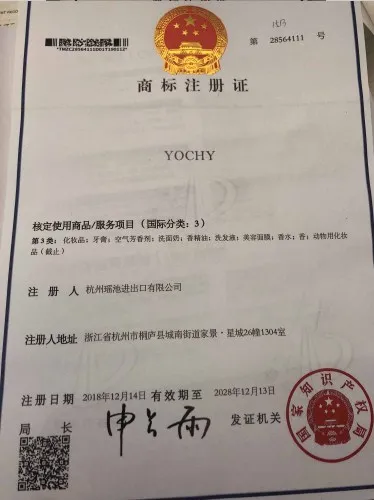 第 28564111 号
商标注册证
YOCHY
核定使用商品/服务项目（国际分类：3）
第3类：化妆品；牙膏；空气芳香剂；洗面奶；香精油；洗发液；美容面膜；香水；香；动物用化妆
品（截止）
注册人 杭州瑶池进出口有限公司
注册人地址 浙江省杭州市桐庐县城南街道家景·星城26幢1304室
注册日期 2018年12月14日 有效期至 2028年12月13日
局长 申长雨 发证机关
国家知识产权局